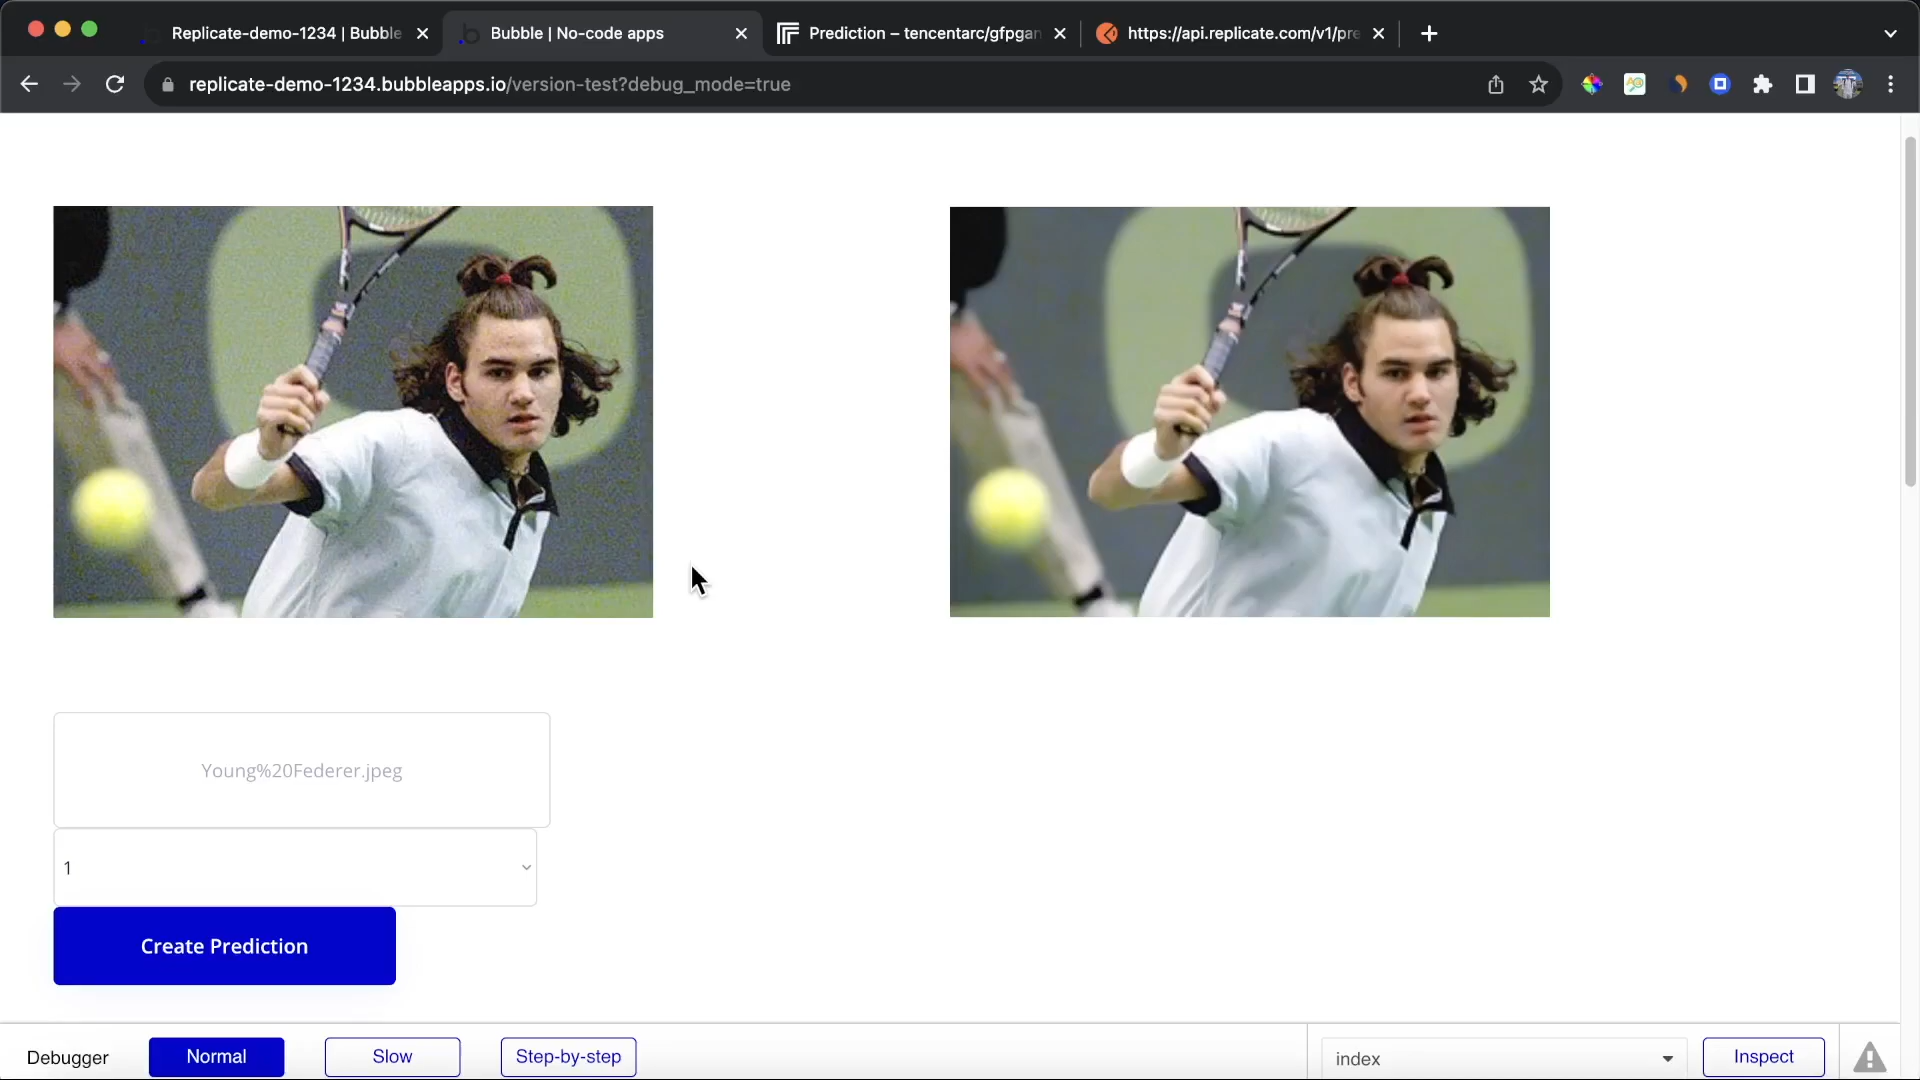 Replicate-demo-1234 | Bubble
Bubble | No-code apps
Prediction – tencentarc/gfpgan
https://api.replicate.com/v1/pre
replicate-demo-1234.bubbleapps.io/version-test?debug_mode=true
Young%20Federer.jpeg
1
Create Prediction
Debugger
Normal
Slow
Step-by-step
index
Inspect